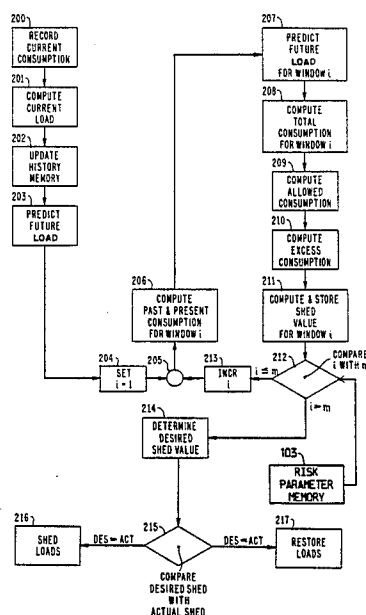 200
RECORD
CURRENT
CONSUMPTION
201
COMPUTE
CURRENT
LOAD
202
UPDATE
HISTORY
MEMORY
203
PREDICT
FUTURE
LOAD
204
SET
i = 1
205
206
COMPUTE
PAST & PRESENT
CONSUMPTION
FOR WINDOW i
207
PREDICT
FUTURE
LOAD
FOR WINDOW i
208
COMPUTE
TOTAL
CONSUMPTION
FOR WINDOW i
209
COMPUTE
ALLOWED
CONSUMPTION
210
COMPUTE
EXCESS
CONSUMPTION
211
COMPUTE & STORE
SHED
VALUE
FOR WINDOW i
212
COMPARE
i WITH m
i ≤ m
i > m
213
INCR
i
103
RISK
PARAMETER
MEMORY
214
DETERMINE
DESIRED
SHED VALUE
215
COMPARE
DESIRED SHED
WITH
ACTUAL SHED
216
SHED
LOADS
DES ACT
217
RESTORE
LOADS
DES ACT